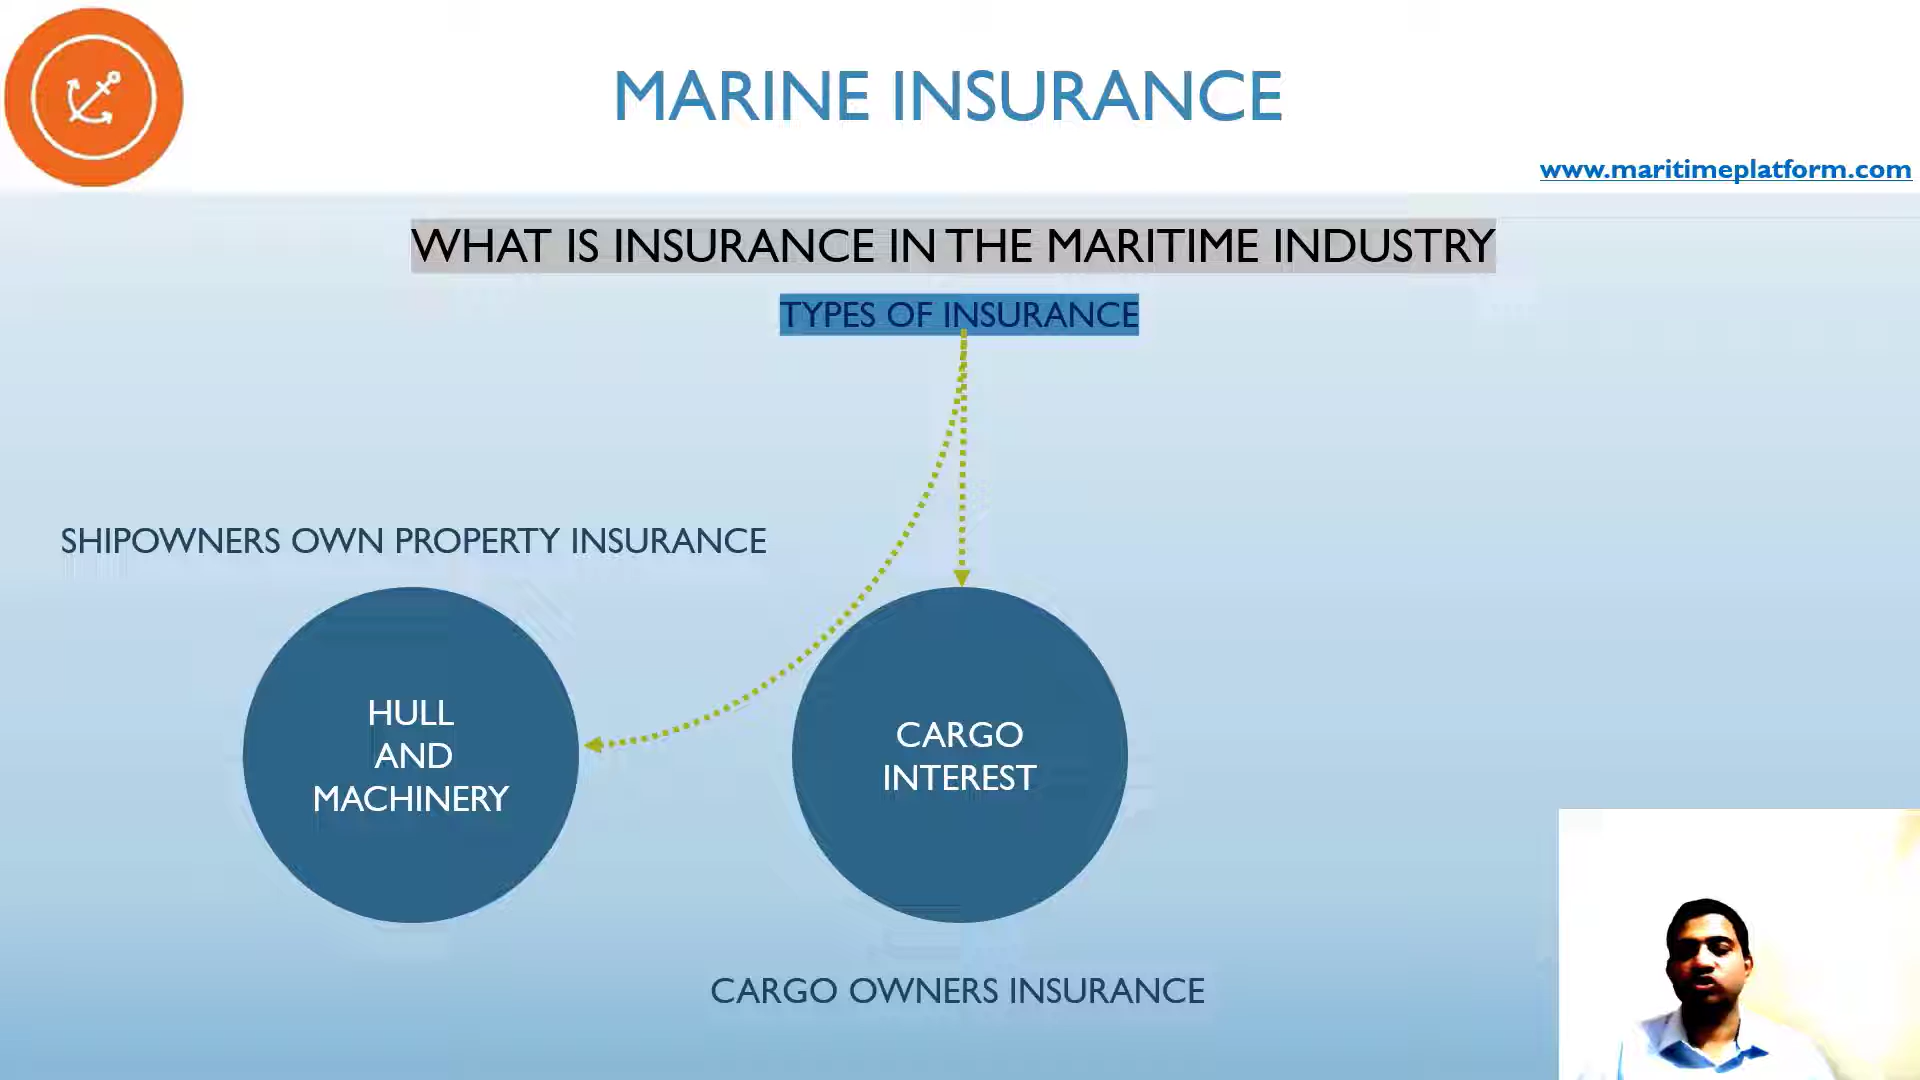 MARINE INSURANCE
www.maritimeplatform.com
WHAT IS INSURANCE IN THE MARITIME INDUSTRY
TYPES OF INSURANCE
SHIPOWNERS OWN PROPERTY INSURANCE
HULL
AND
MACHINERY
CARGO
INTEREST
CARGO OWNERS INSURANCE